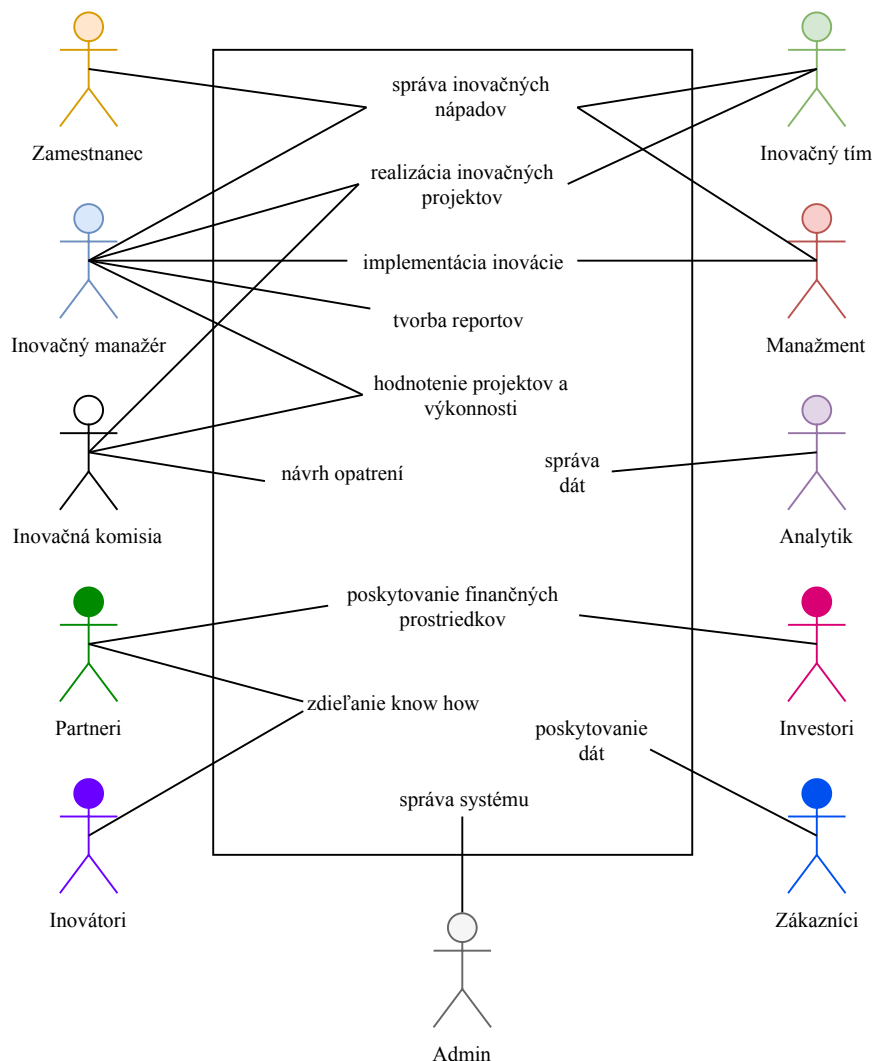 správa inovačných
nápadov
Zamestnanec
Inovačný tím
realizácia inovačných
projektov
implementácia inovácie
tvorba reportov
Inovačný manažér
Manažment
hodnotenie projektov a
výkonnosti
návrh opatrení
správa
dát
Inovačná komisia
Analytik
poskytovanie finančných
prostriedkov
zdieľanie know how
Partneri
poskytovanie
dát
Investori
správa systému
Inovátori
Zákazníci
Admin